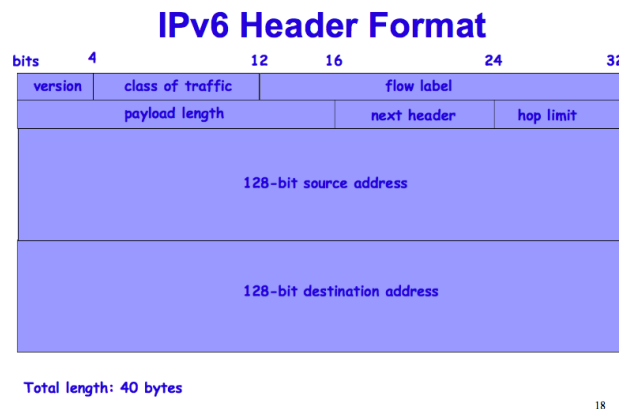 IPv6 Header Format
bits 4 12 16 24 32
version class of traffic flow label
payload length next header hop limit
128-bit source address
128-bit destination address
Total length: 40 bytes
18